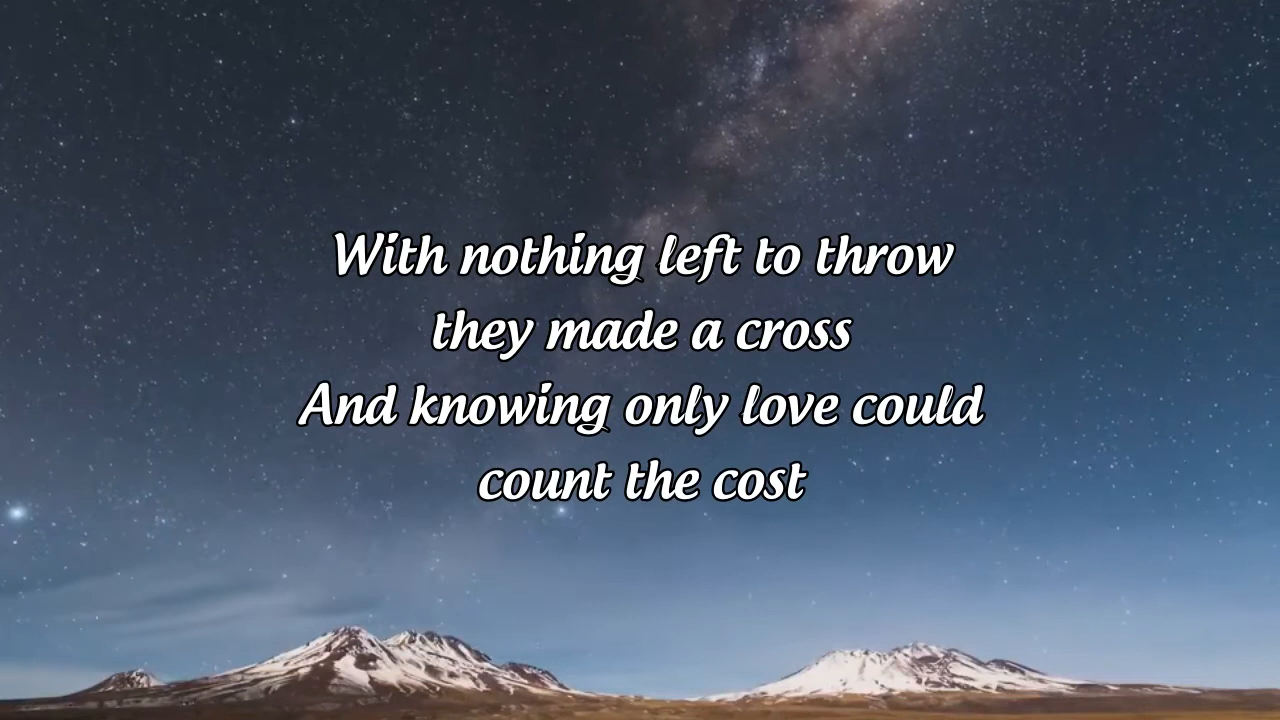 With nothing left to throw
they made a cross
And knowing only love could
count the cost